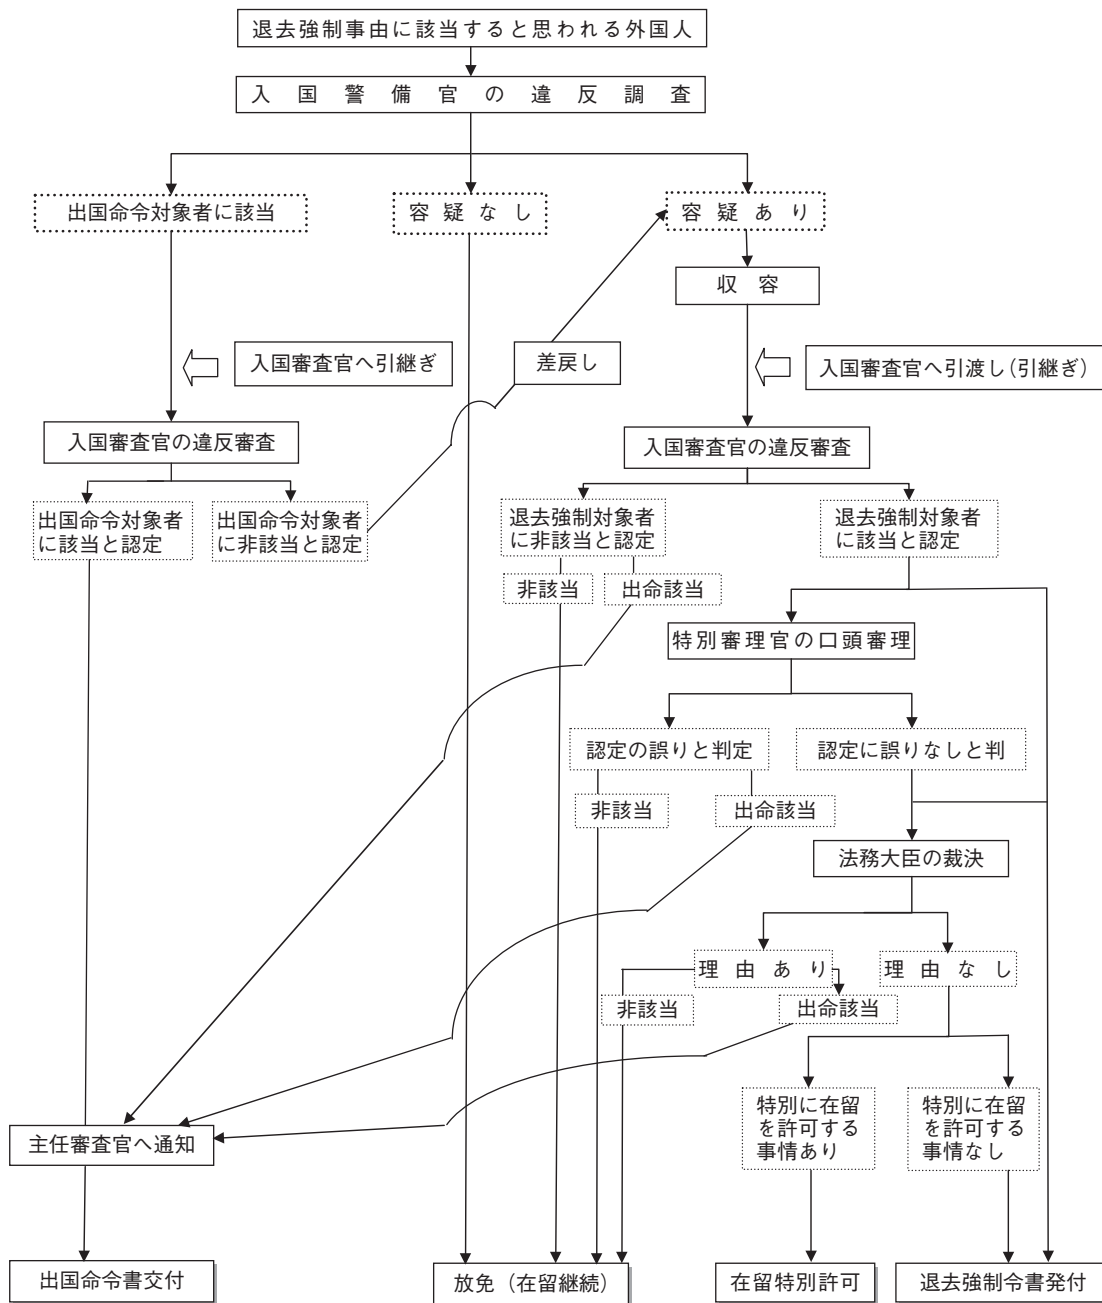 退去強制事由に該当すると思われる外国人
入国警備官の違反調査
出国命令対象者に該当
容疑なし
容疑あり
収容
入国審査官へ引継ぎ
差戻し
入国審査官へ引渡し(引継ぎ)
入国審査官の違反審査
入国審査官の違反審査
出国命令対象者
に該当と認定
出国命令対象者
に非該当と認定
退去強制対象者
に非該当と認定
退去強制対象者
に該当と認定
非該当
出命該当
特別審理官の口頭審理
認定の誤りと判定
認定に誤りなしと判
非該当
出命該当
法務大臣の裁決
理由あり
理由なし
非該当
出命該当
特別に在留
を許可する
事情あり
特別に在留
を許可する
事情なし
主任審査官へ通知
出国命令書交付
放免(在留継続)
在留特別許可
退去強制令書発付